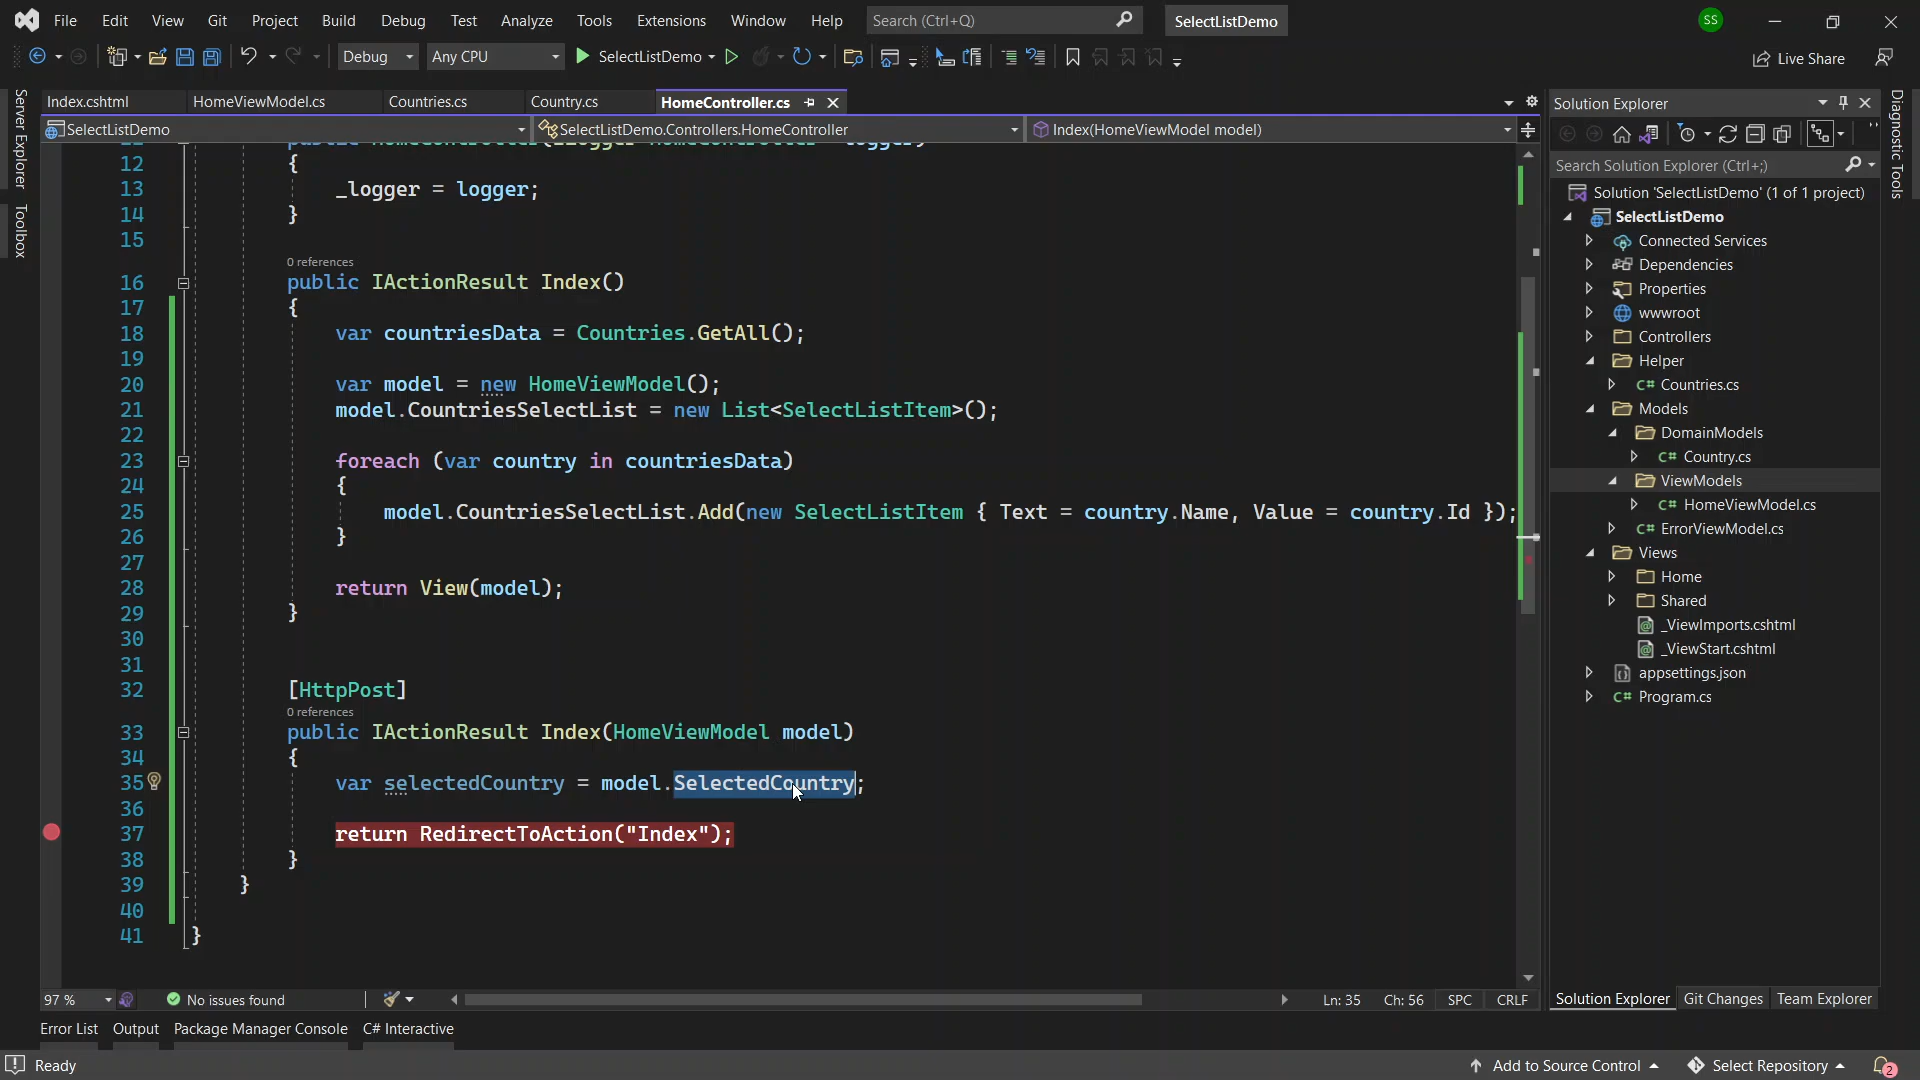 File Edit View Git Project Build Debug Test Analyze Tools Extensions Window Help Search (Ctrl+Q) SelectListDemo SS
Debug Any CPU SelectListDemo Live Share
Server Explorer
Toolbox
Index.cshtml HomeViewModel.cs Countries.cs Country.cs HomeController.cs
SelectListDemo SelectListDemo.Controllers.HomeController Index(HomeViewModel model)
12 {
13 _logger = logger;
14 }
15
0 references
16 public IActionResult Index()
17 {
18 var countriesData = Countries.GetAll();
19
20 var model = new HomeViewModel();
21 model.CountriesSelectList = new List<SelectListItem>();
22
23 foreach (var country in countriesData)
24 {
25 model.CountriesSelectList.Add(new SelectListItem { Text = country.Name, Value = country.Id });
26 }
27
28 return View(model);
29 }
30
31
32 [HttpPost]
0 references
33 public IActionResult Index(HomeViewModel model)
34 {
35 var selectedCountry = model.SelectedCountry;
36
37 return RedirectToAction("Index");
38 }
39 }
40
41 }
97 % No issues found Ln: 35 Ch: 56 SPC CRLF
Error List Output Package Manager Console C# Interactive
Solution Explorer
Search Solution Explorer (Ctrl+;)
Solution 'SelectListDemo' (1 of 1 project)
SelectListDemo
Connected Services
Dependencies
Properties
wwwroot
Controllers
Helper
C# Countries.cs
Models
DomainModels
C# Country.cs
ViewModels
C# HomeViewModel.cs
C# ErrorViewModel.cs
Views
Home
Shared
_ViewImports.cshtml
_ViewStart.cshtml
appsettings.json
C# Program.cs
Solution Explorer Git Changes Team Explorer
Diagnostic Tools
Ready Add to Source Control Select Repository 2